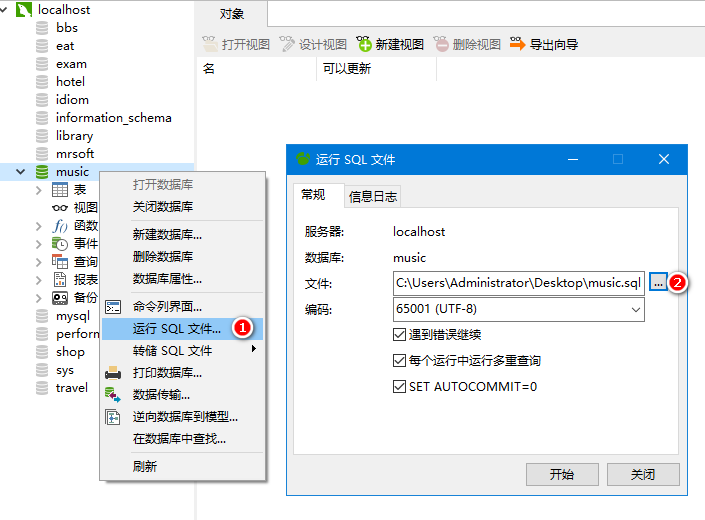 localhost
bbs
eat
exam
hotel
idiom
information_schema
library
mrsoft
music
表
视图
函数
事件
查询
报表
备份
mysql
perform
shop
sys
travel
对象
打开视图 设计视图 新建视图 删除视图 导出向导
名 可以更新
打开数据库
关闭数据库
新建数据库...
删除数据库
数据库属性...
命令列界面...
运行 SQL 文件... 1
转储 SQL 文件
打印数据库...
数据传输...
逆向数据库到模型...
在数据库中查找...
刷新
运行 SQL 文件
常规 信息日志
服务器: localhost
数据库: music
文件: C:\Users\Administrator\Desktop\music.sql ... 2
编码: 65001 (UTF-8)
遇到错误继续
每个运行中运行多重查询
SET AUTOCOMMIT=0
开始 关闭